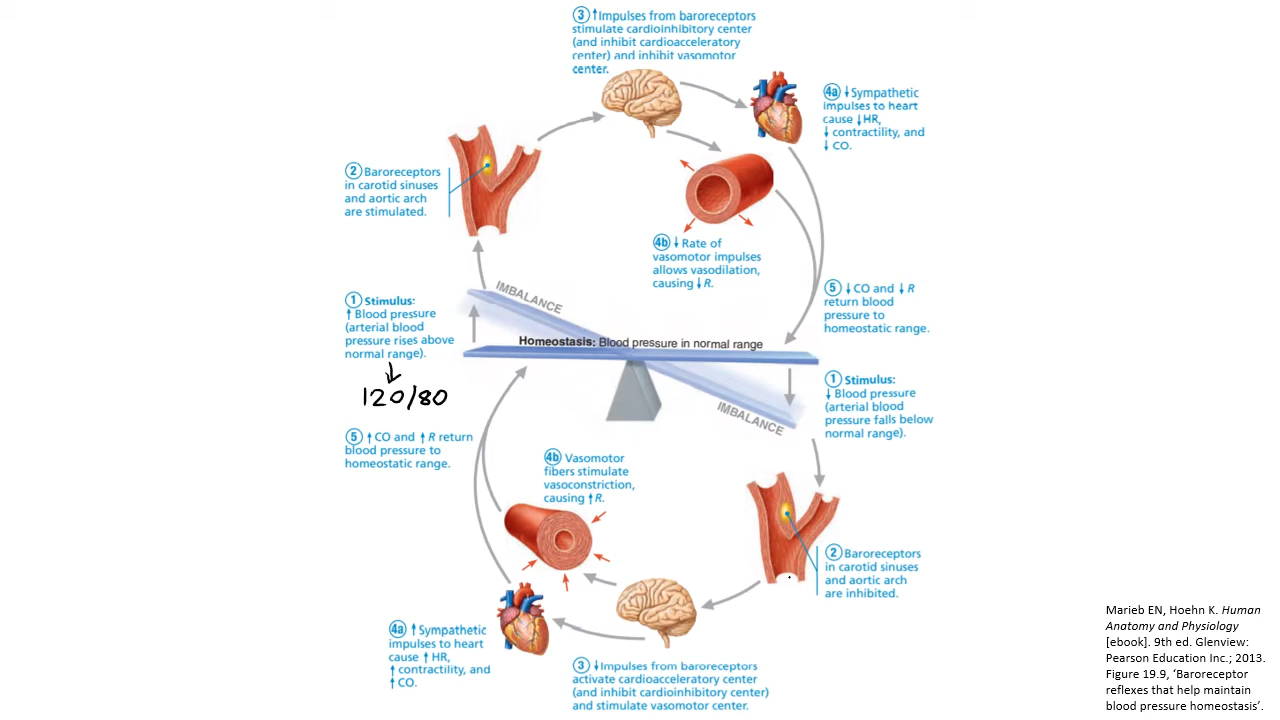 ③ ↑Impulses from baroreceptors
stimulate cardioinhibitory center
(and inhibit cardioacceleratory
center) and inhibit vasomotor
center.
4a ↓Sympathetic
impulses to heart
cause ↓HR,
↓ contractility, and
↓ CO.
② Baroreceptors
in carotid sinuses
and aortic arch
are stimulated.
4b ↓ Rate of
vasomotor impulses
allows vasodilation,
causing ↓ R.
① Stimulus:
↑ Blood pressure
(arterial blood
pressure rises above
normal range).
120/80
IMBALANCE
⑤ ↓ CO and ↓ R
return blood
pressure to
homeostatic range.
Homeostasis: Blood pressure in normal range
① Stimulus:
↓ Blood pressure
(arterial blood
pressure falls below
normal range).
IMBALANCE
⑤ ↑ CO and ↑ R return
blood pressure to
homeostatic range.
4b Vasomotor
fibers stimulate
vasoconstriction,
causing ↑ R.
② Baroreceptors
in carotid sinuses
and aortic arch
are inhibited.
4a ↑ Sympathetic
impulses to heart
cause ↑ HR,
↑ contractility, and
↑ CO.
③ ↓Impulses from baroreceptors
activate cardioacceleratory center
(and inhibit cardioinhibitory center)
and stimulate vasomotor center.
Marieb EN, Hoehn K. Human
Anatomy and Physiology
[ebook]. 9th ed. Glenview:
Pearson Education Inc.; 2013.
Figure 19.9, ‘Baroreceptor
reflexes that help maintain
blood pressure homeostasis’.